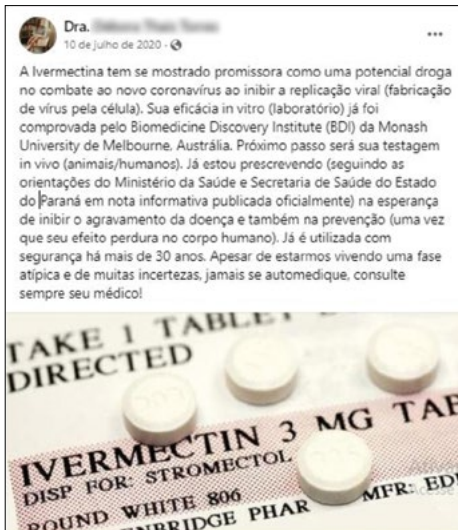 Dra.
10 de julho de 2020
A Ivermectina tem se mostrado promissora como uma potencial droga
no combate ao novo coronavírus ao inibir a replicação viral (fabricação
de vírus pela célula). Sua eficácia in vitro (laboratório) já foi
comprovada pelo Biomedicine Discovery Institute (BDI) da Monash
University de Melbourne. Austrália. Próximo passo será sua testagem
in vivo (animais/humanos). Já estou prescrevendo (seguindo as
orientações do Ministério da Saúde e Secretaria de Saúde do Estado
do Paraná em nota informativa publicada oficialmente) na esperança
de inibir o agravamento da doença e também na prevenção (uma vez
que seu efeito perdura no corpo humano). Já é utilizada com
segurança há mais de 30 anos. Apesar de estarmos vivendo uma fase
atípica e de muitas incertezas, jamais se automedique, consulte
sempre seu médico!
TAKE 1 TABLET
DIRECTED
IVERMECTIN 3 MG TAB
DISP FOR: STROMECTOL
ROUND WHITE 806
ENBRIDGE PHAR MFR: EDE